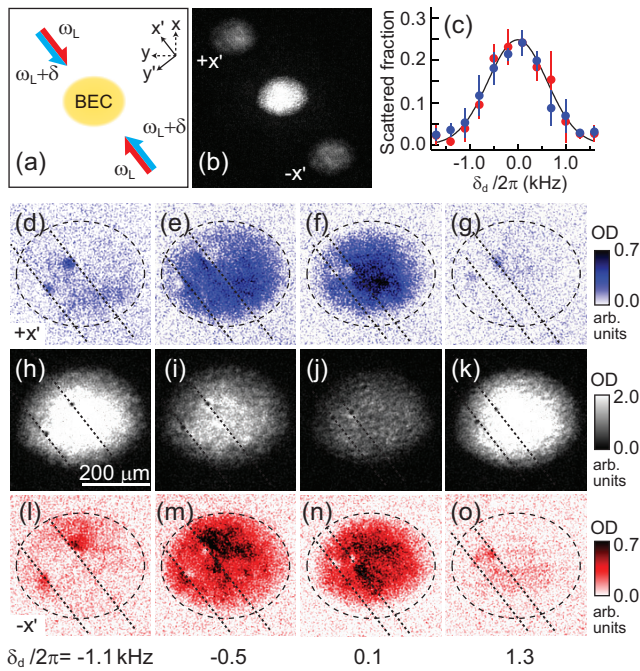 ω_L
ω_L+δ
BEC
ω_L+δ
ω_L
x'
x
y
y'
(a)
+x'
-x'
(b)
(c)
Scattered fraction
0.3
0.2
0.1
0.0
-1.0
0.0
1.0
δ_d /2π (kHz)
(d)
(e)
(f)
(g)
+x'
OD
0.7
0.0
arb.
units
(h)
(i)
(j)
(k)
200 μm
OD
2.0
0.0
arb.
units
(l)
(m)
(n)
(o)
-x'
OD
0.7
0.0
arb.
units
δ_d /2π= -1.1 kHz -0.5 0.1 1.3